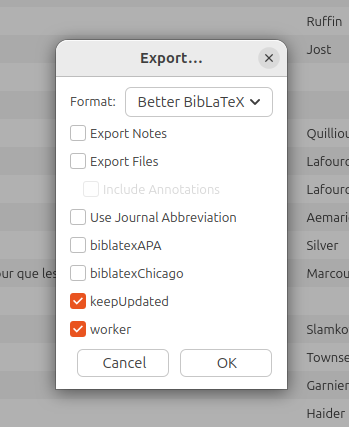 Ruffin
Export...
Jost
Format: Better BibLaTeX
Export Notes
Quilliou
Export Files
Lafourc
Include Annotations
Lafourc
Use Journal Abbreviation
Aemari
biblatexAPA
Silver
our que les
biblatexChicago
Marcou
keepUpdated
worker
Slamko
Cancel
OK
Townse
Garnier
Haider